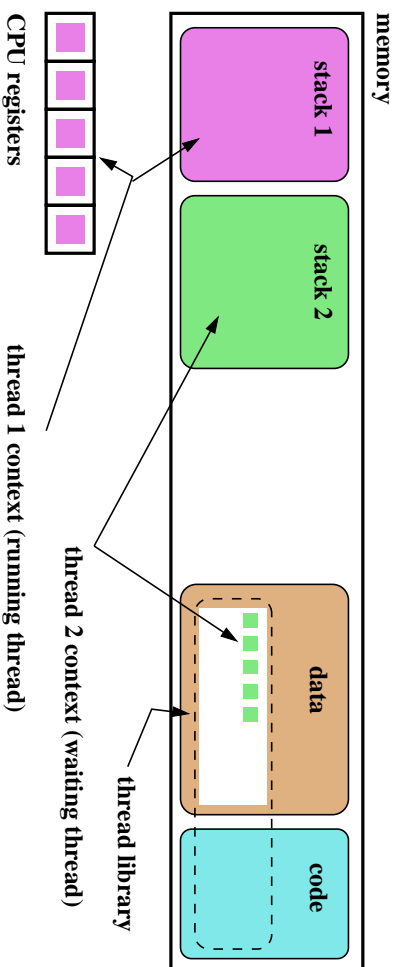 memory
stack 1
stack 2
data
code
thread library
thread 2 context (waiting thread)
CPU registers
thread 1 context (running thread)